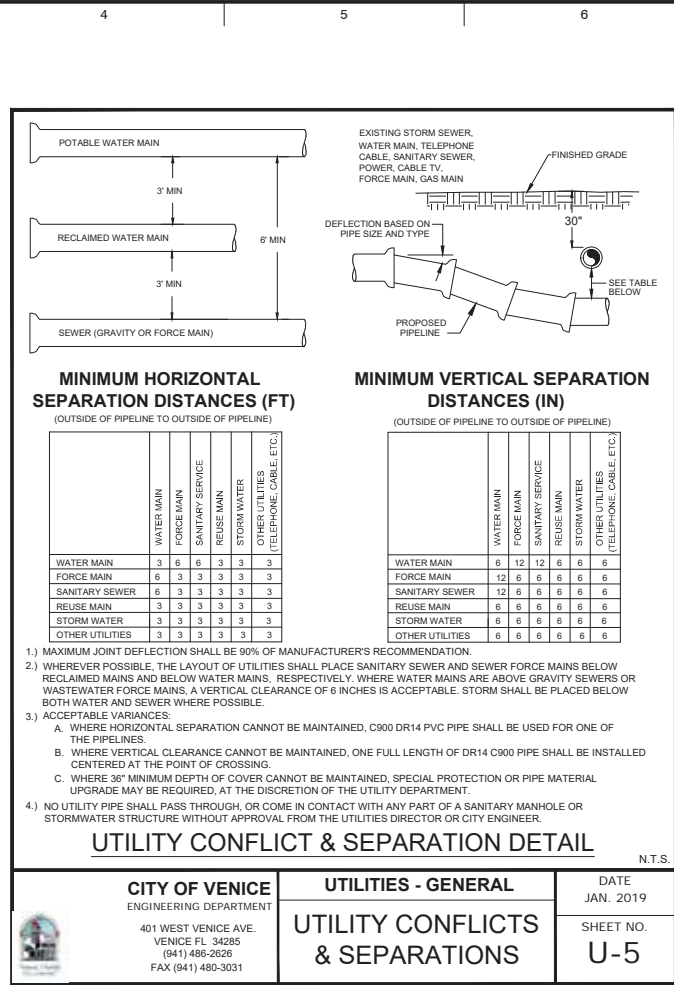 4 5 6
POTABLE WATER MAIN
3' MIN
RECLAIMED WATER MAIN
6' MIN
3' MIN
SEWER (GRAVITY OR FORCE MAIN)
EXISTING STORM SEWER,
WATER MAIN, TELEPHONE
CABLE, SANITARY SEWER,
POWER, CABLE TV,
FORCE MAIN, GAS MAIN
FINISHED GRADE
30"
DEFLECTION BASED ON
PIPE SIZE AND TYPE
SEE TABLE
BELOW
PROPOSED
PIPELINE
MINIMUM HORIZONTAL
SEPARATION DISTANCES (FT)
(OUTSIDE OF PIPELINE TO OUTSIDE OF PIPELINE)
WATER MAIN
FORCE MAIN
SANITARY SERVICE
REUSE MAIN
STORM WATER
OTHER UTILITIES
(TELEPHONE, CABLE, ETC.)
WATER MAIN 3 6 6 3 3 3
FORCE MAIN 6 3 3 3 3 3
SANITARY SEWER 6 3 3 3 3 3
REUSE MAIN 3 3 3 3 3 3
STORM WATER 3 3 3 3 3 3
OTHER UTILITIES 3 3 3 3 3 3
MINIMUM VERTICAL SEPARATION
DISTANCES (IN)
(OUTSIDE OF PIPELINE TO OUTSIDE OF PIPELINE)
WATER MAIN
FORCE MAIN
SANITARY SERVICE
REUSE MAIN
STORM WATER
OTHER UTILITIES
(TELEPHONE, CABLE, ETC.)
WATER MAIN 6 12 12 6 6 6
FORCE MAIN 12 6 6 6 6 6
SANITARY SEWER 12 6 6 6 6 6
REUSE MAIN 6 6 6 6 6 6
STORM WATER 6 6 6 6 6 6
OTHER UTILITIES 6 6 6 6 6 6
1.) MAXIMUM JOINT DEFLECTION SHALL BE 90% OF MANUFACTURER'S RECOMMENDATION.
2.) WHEREVER POSSIBLE, THE LAYOUT OF UTILITIES SHALL PLACE SANITARY SEWER AND SEWER FORCE MAINS BELOW
RECLAIMED MAINS AND BELOW WATER MAINS, RESPECTIVELY. WHERE WATER MAINS ARE ABOVE GRAVITY SEWERS OR
WASTEWATER FORCE MAINS, A VERTICAL CLEARANCE OF 6 INCHES IS ACCEPTABLE. STORM SHALL BE PLACED BELOW
BOTH WATER AND SEWER WHERE POSSIBLE.
3.) ACCEPTABLE VARIANCES:
A. WHERE HORIZONTAL SEPARATION CANNOT BE MAINTAINED, C900 DR14 PVC PIPE SHALL BE USED FOR ONE OF
THE PIPELINES.
B. WHERE VERTICAL CLEARANCE CANNOT BE MAINTAINED, ONE FULL LENGTH OF DR14 C900 PIPE SHALL BE INSTALLED
CENTERED AT THE POINT OF CROSSING.
C. WHERE 36" MINIMUM DEPTH OF COVER CANNOT BE MAINTAINED, SPECIAL PROTECTION OR PIPE MATERIAL
UPGRADE MAY BE REQUIRED, AT THE DISCRETION OF THE UTILITY DEPARTMENT.
4.) NO UTILITY PIPE SHALL PASS THROUGH, OR COME IN CONTACT WITH ANY PART OF A SANITARY MANHOLE OR
STORMWATER STRUCTURE WITHOUT APPROVAL FROM THE UTILITIES DIRECTOR OR CITY ENGINEER.
UTILITY CONFLICT & SEPARATION DETAIL
N.T.S.
CITY OF VENICE
ENGINEERING DEPARTMENT
401 WEST VENICE AVE.
VENICE FL 34285
(941) 486-2626
FAX (941) 480-3031
UTILITIES - GENERAL
UTILITY CONFLICTS
& SEPARATIONS
DATE
JAN. 2019
SHEET NO.
U-5